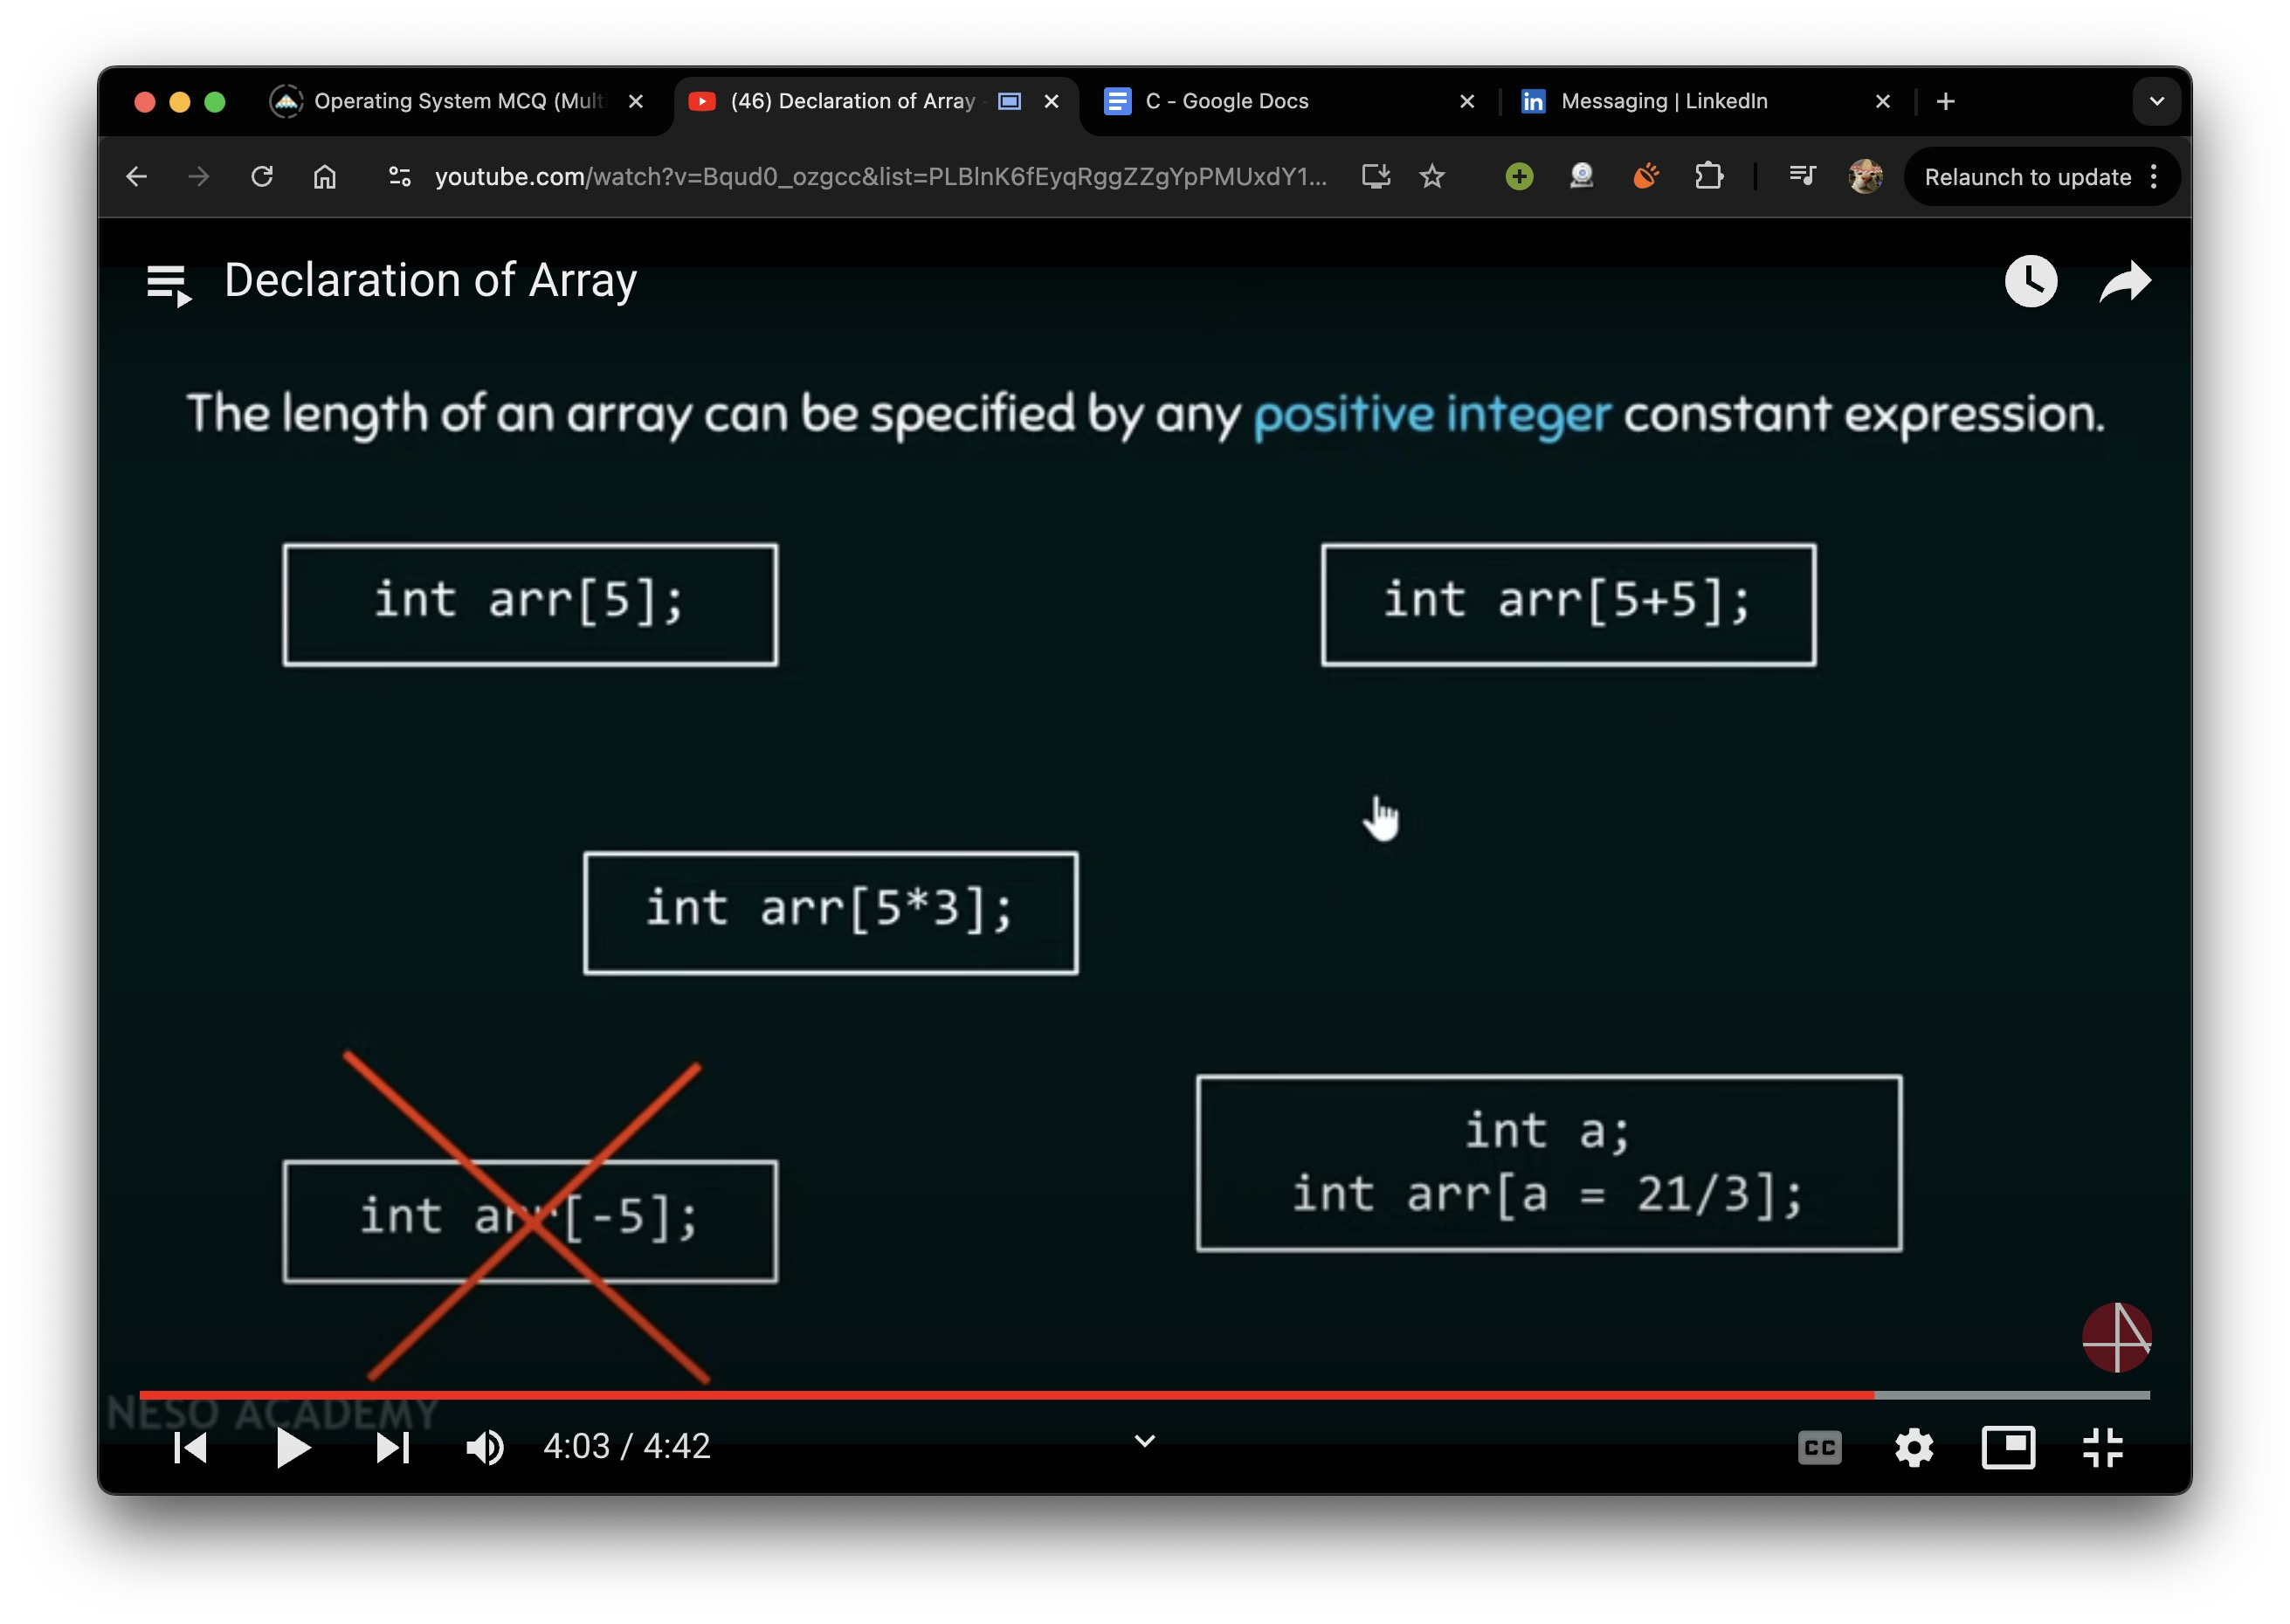 Operating System MCQ (Mult
(46) Declaration of Array
C - Google Docs
in Messaging | LinkedIn
youtube.com/watch?v=Bqud0_ozgcc&list=PLBlnK6fEyqRggZZgYpPMUxdY1...
Relaunch to update
Declaration of Array
The length of an array can be specified by any positive integer constant expression.
int arr[5];
int arr[5+5];
int arr[5*3];
int arr[-5];
int a;
int arr[a = 21/3];
NESO ACADEMY
4:03 / 4:42
CC